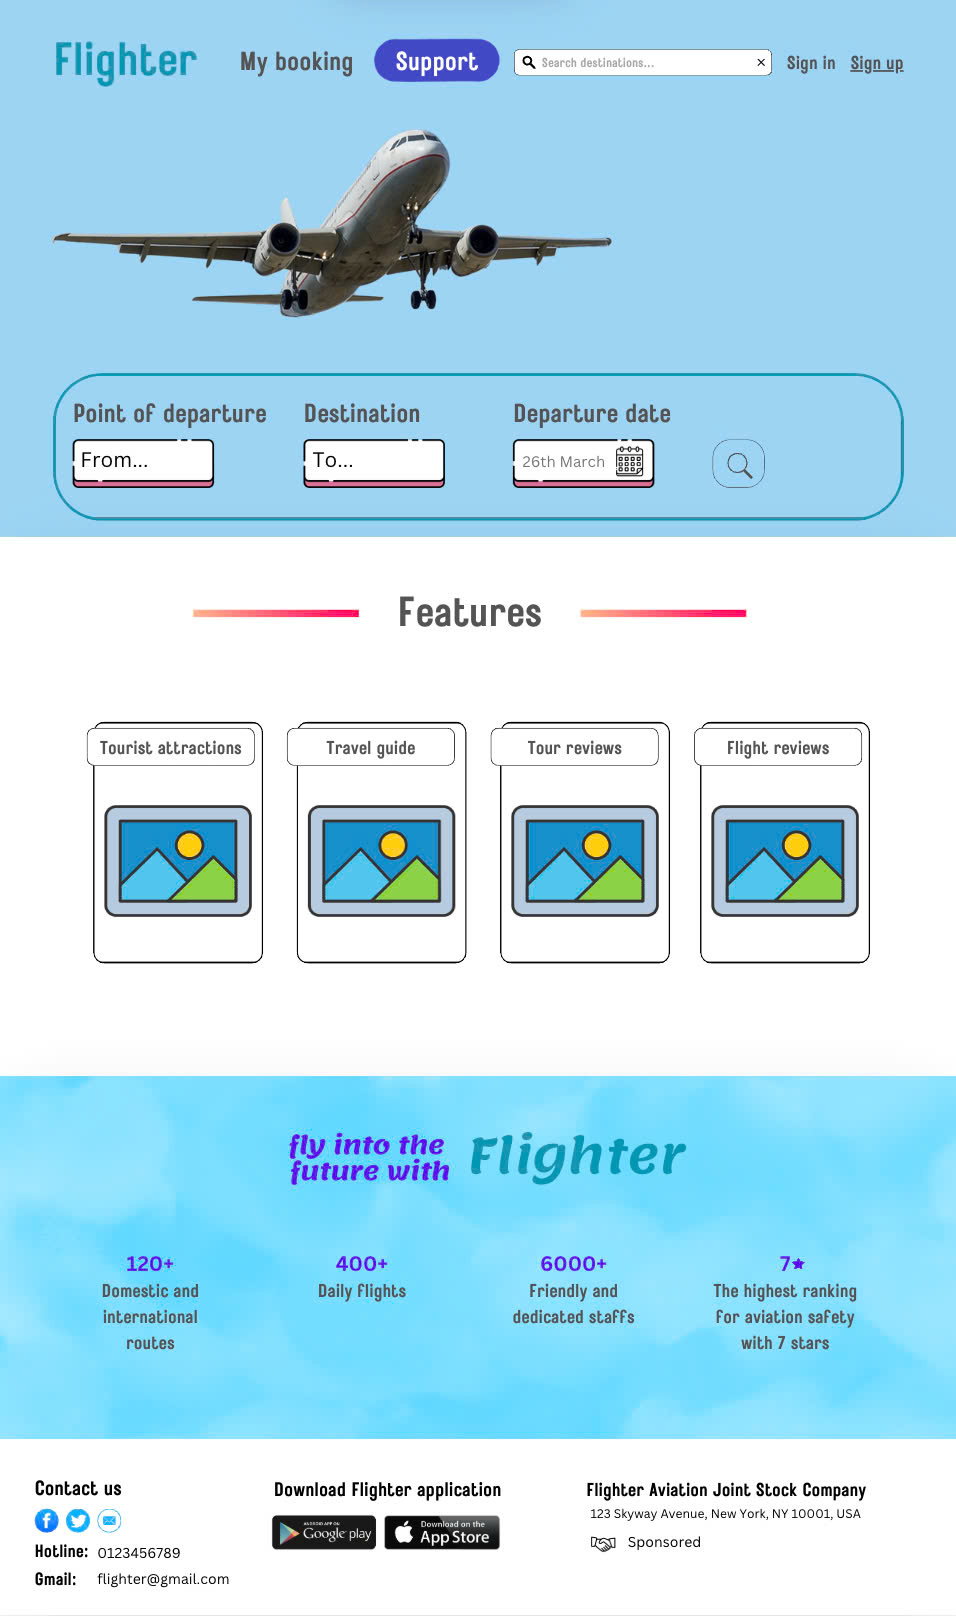 Flighter
My booking
Support
Search destinations...
×
Sign in
Sign up
Point of departure
Destination
Departure date
From...
To...
26th March
Features
Tourist attractions
Travel guide
Tour reviews
Flight reviews
fly into the
future with
Flighter
120+
Domestic and
international
routes
400+
Daily flights
6000+
Friendly and
dedicated staffs
7★
The highest ranking
for aviation safety
with 7 stars
Contact us
Hotline: 0123456789
Gmail: flighter@gmail.com
Download Flighter application
ANDROID APP ON
Google play
Download on the
App Store
Flighter Aviation Joint Stock Company
123 Skyway Avenue, New York, NY 10001, USA
Sponsored